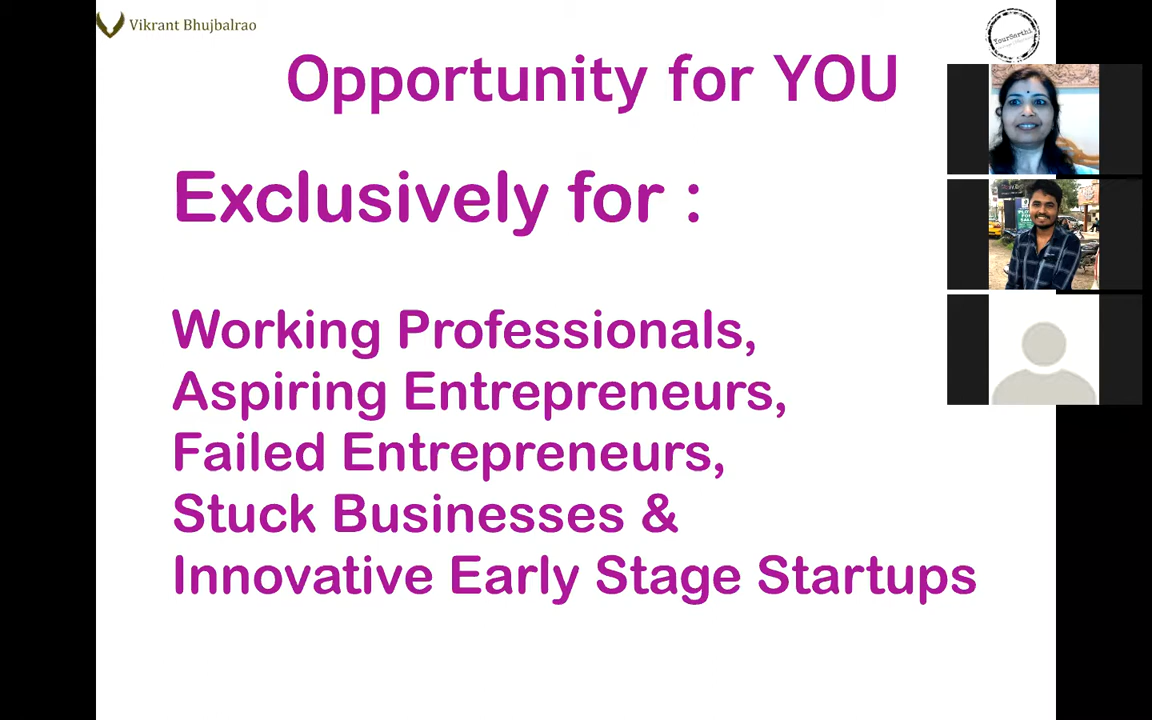 Vikrant Bhujbalrao
YourSarthi
Opportunity for YOU
Exclusively for :
Working Professionals,
Aspiring Entrepreneurs,
Failed Entrepreneurs,
Stuck Businesses &
Innovative Early Stage Startups